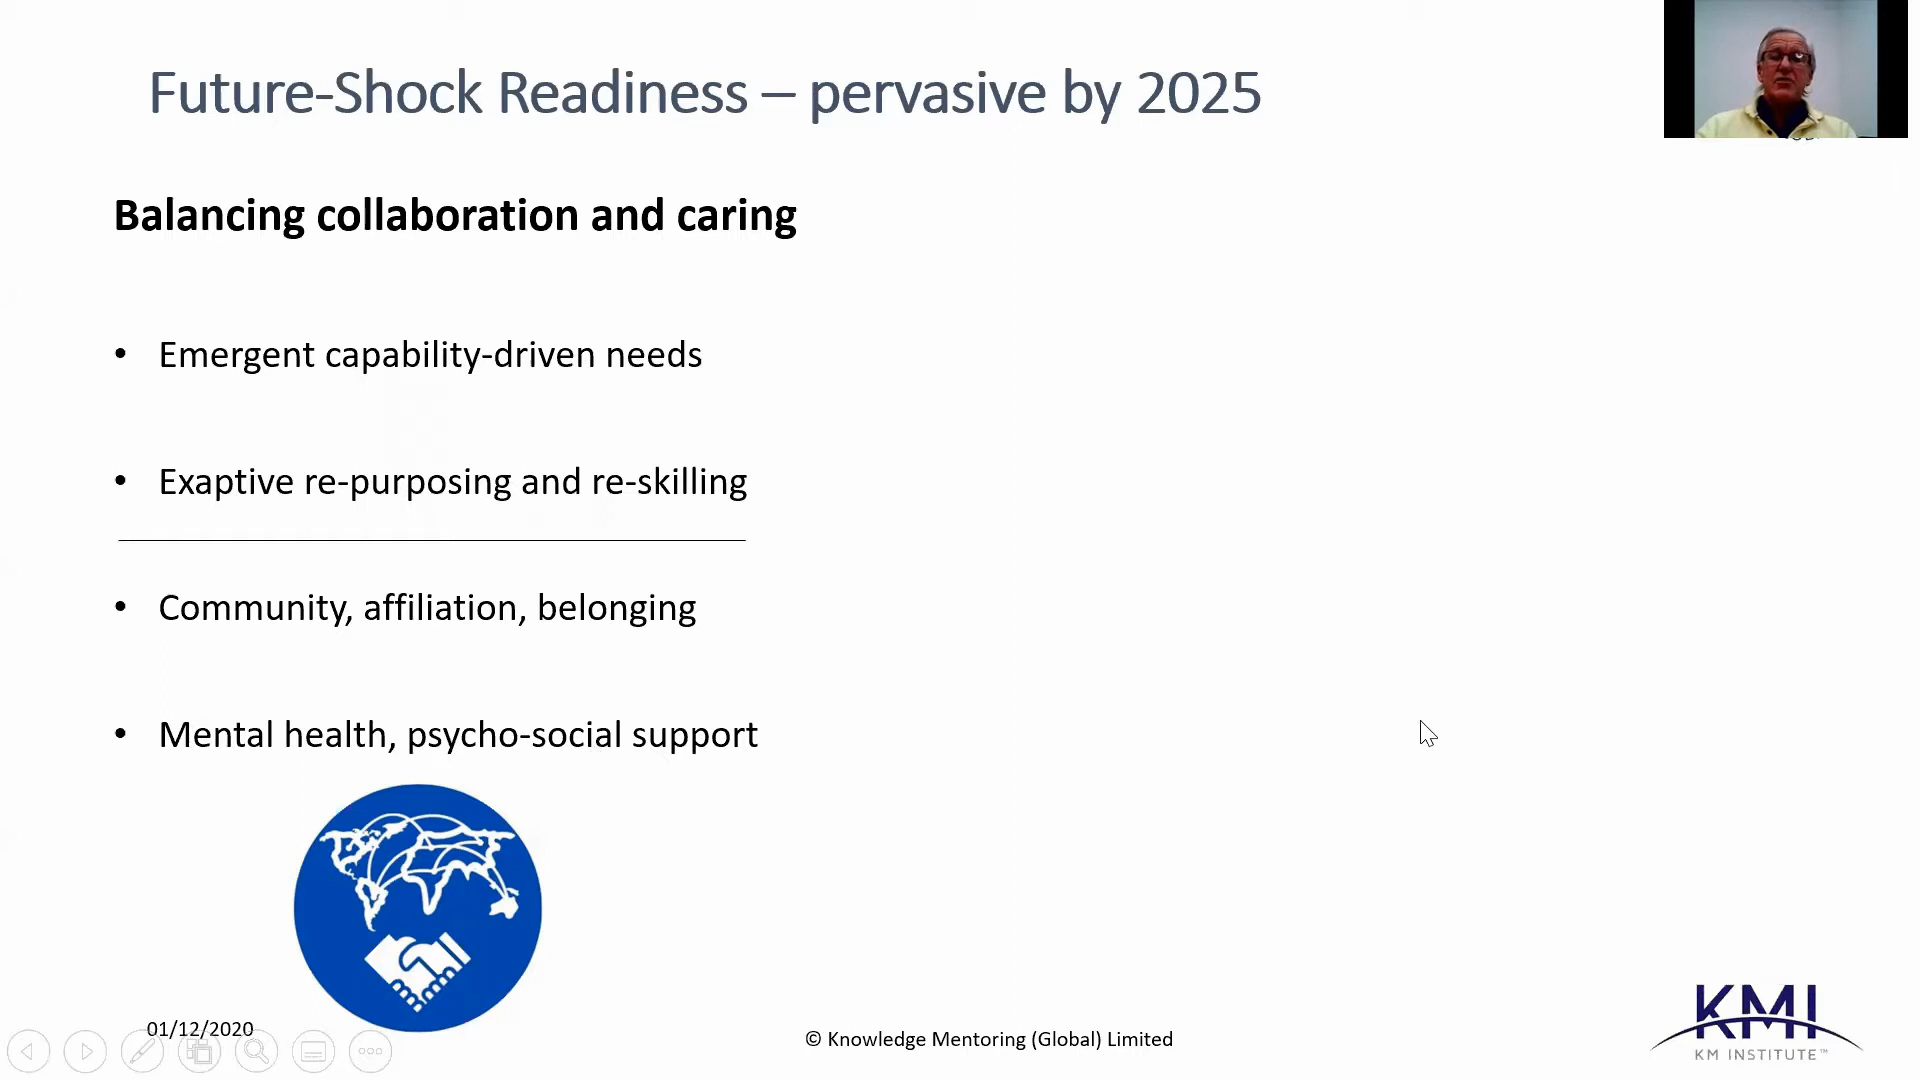 Future-Shock Readiness – pervasive by 2025
Balancing collaboration and caring
• Emergent capability-driven needs
• Exaptive re-purposing and re-skilling
• Community, affiliation, belonging
• Mental health, psycho-social support
01/12/2020
© Knowledge Mentoring (Global) Limited
KMI
KM INSTITUTE™